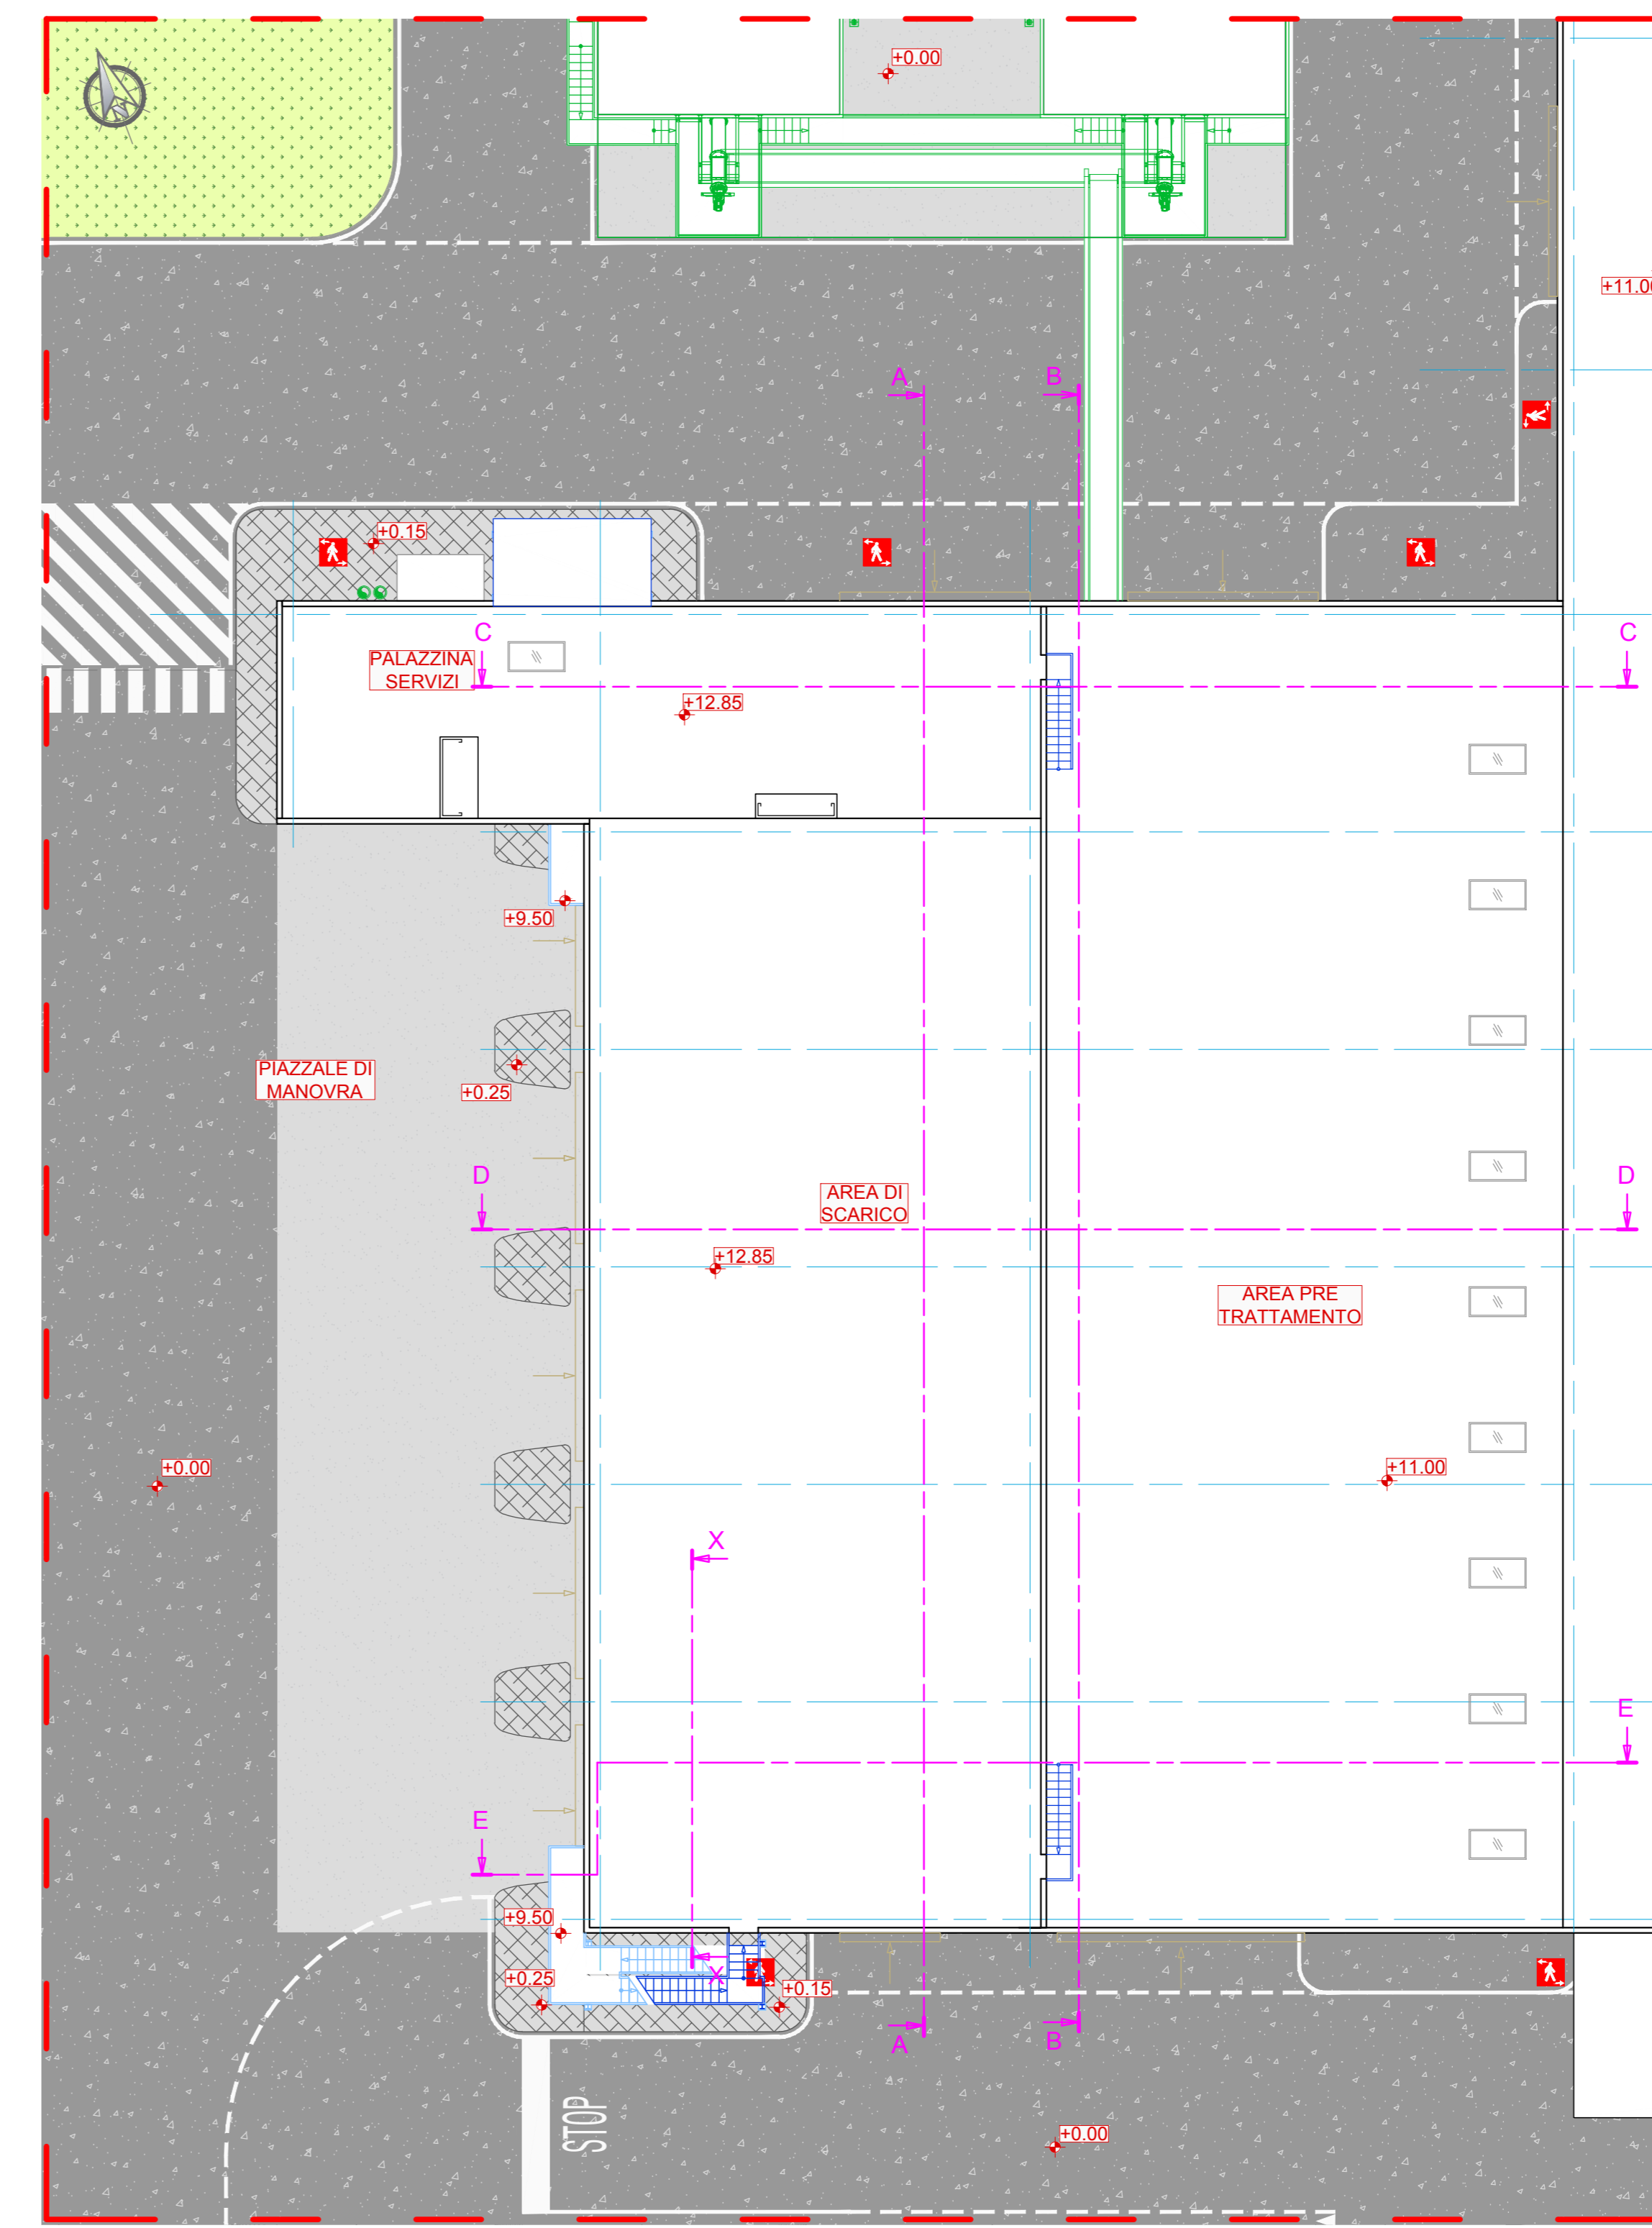 +0.00
+11.0
A
B
+0.15
C
C
PALAZZINA
SERVIZI
+12.85
+9.50
PIAZZALE DI
MANOVRA
+0.25
D
D
AREA DI
SCARICO
+12.85
AREA PRE
TRATTAMENTO
+0.00
+11.00
X
E
E
+9.50
X
+0.25
+0.15
A
B
STOP
+0.00